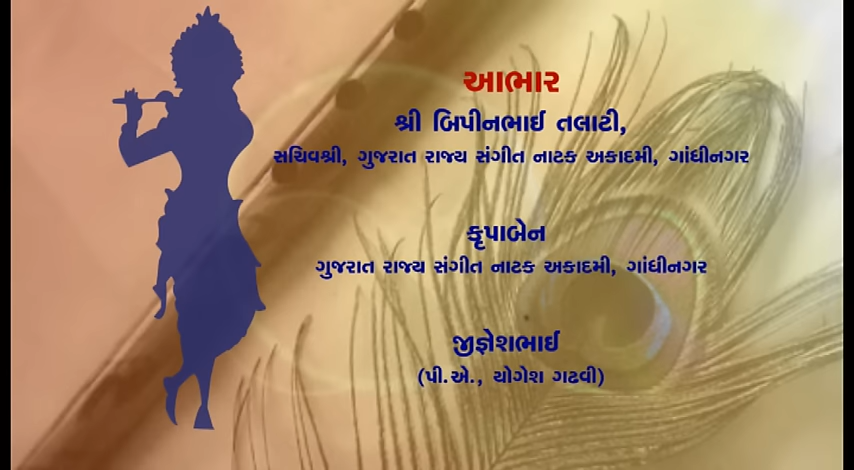 આભાર
શ્રી બિપીનભાઈ તલાટી,
સચિવશ્રી, ગુજરાત રાજ્ય સંગીત નાટક અકાદમી, ગાંધીનગર
કૃપાબેન
ગુજરાત રાજ્ય સંગીત નાટક અકાદમી, ગાંધીનગર
જીજ્ઞેશભાઈ
(પી.એ., યોગેશ ગઢવી)